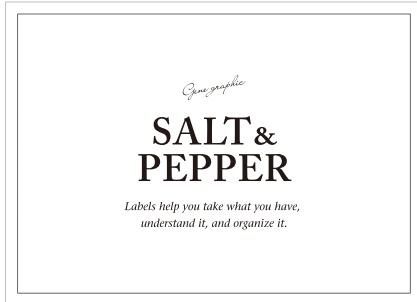 Gene graphic
SALT &
PEPPER
Labels help you take what you have,
understand it, and organize it.